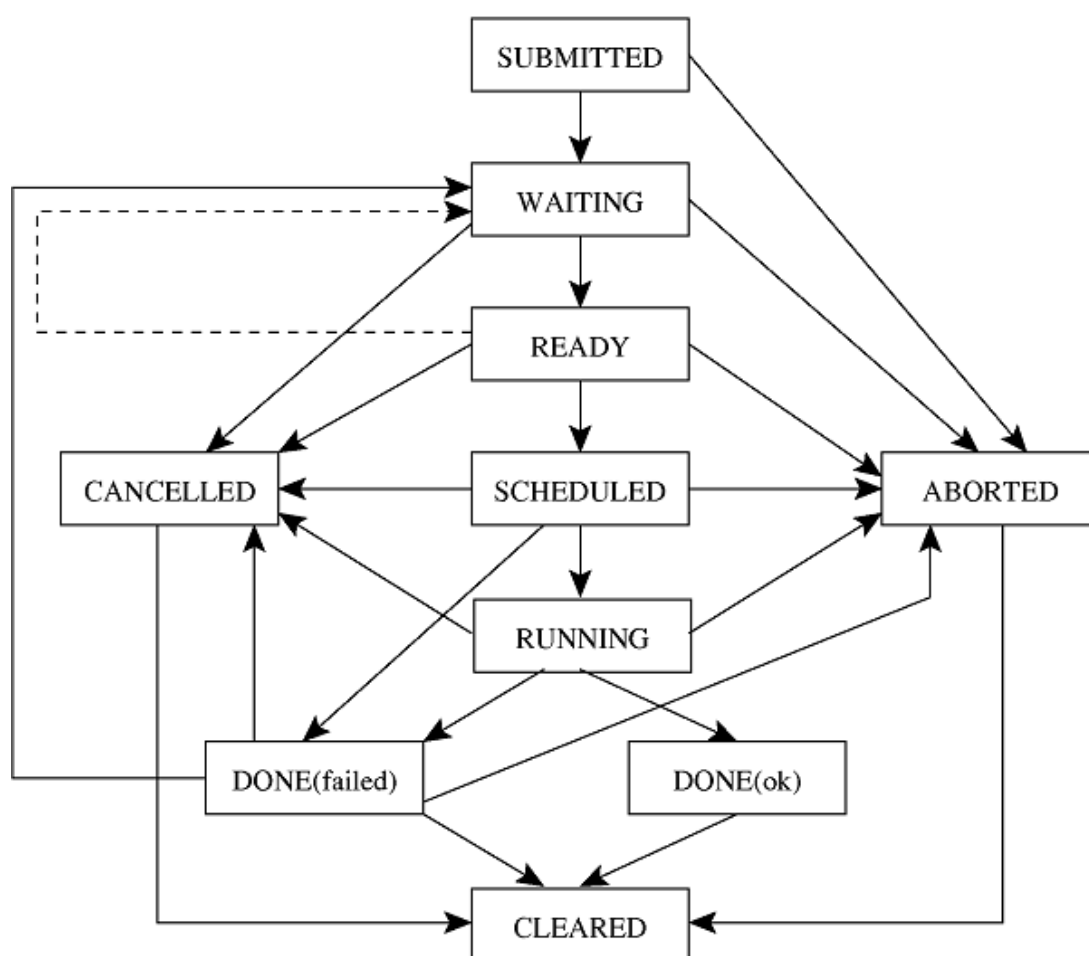 SUBMITTED
WAITING
READY
CANCELLED
SCHEDULED
ABORTED
RUNNING
DONE(failed)
DONE(ok)
CLEARED